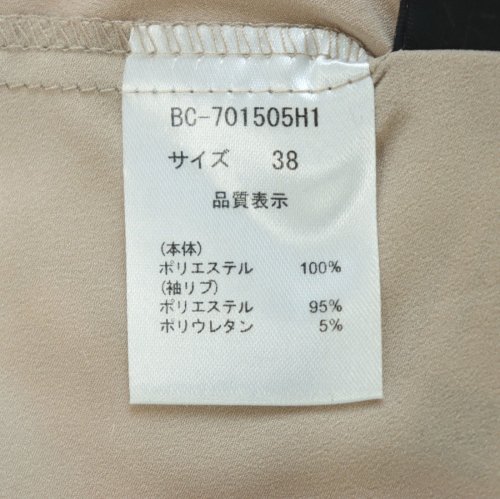 BC-701505H1
サイズ 38
品質表示
(本体)
ポリエステル 100%
(袖リブ)
ポリエステル 95%
ポリウレタン 5%